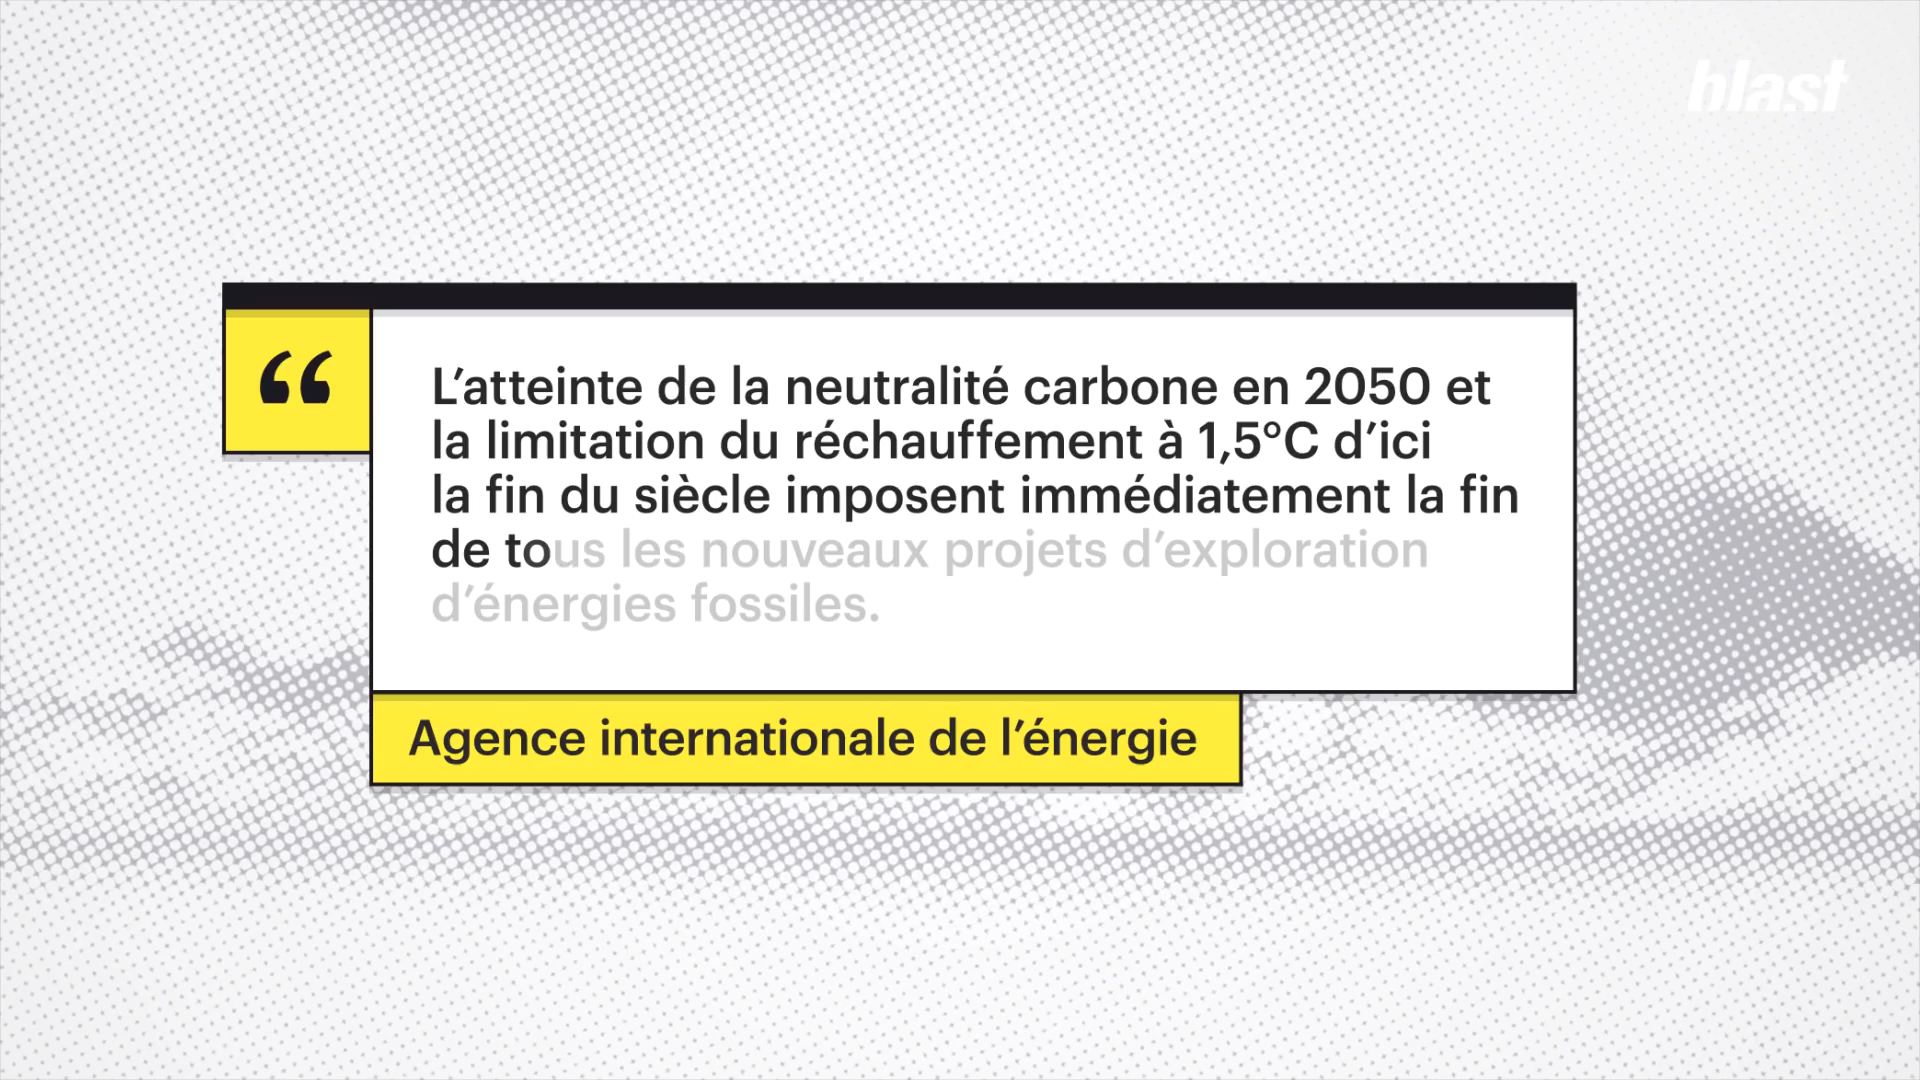 blast
“
L’atteinte de la neutralité carbone en 2050 et
la limitation du réchauffement à 1,5°C d’ici
la fin du siècle imposent immédiatement la fin
de tous les nouveaux projets d’exploration
d’énergies fossiles.
Agence internationale de l’énergie